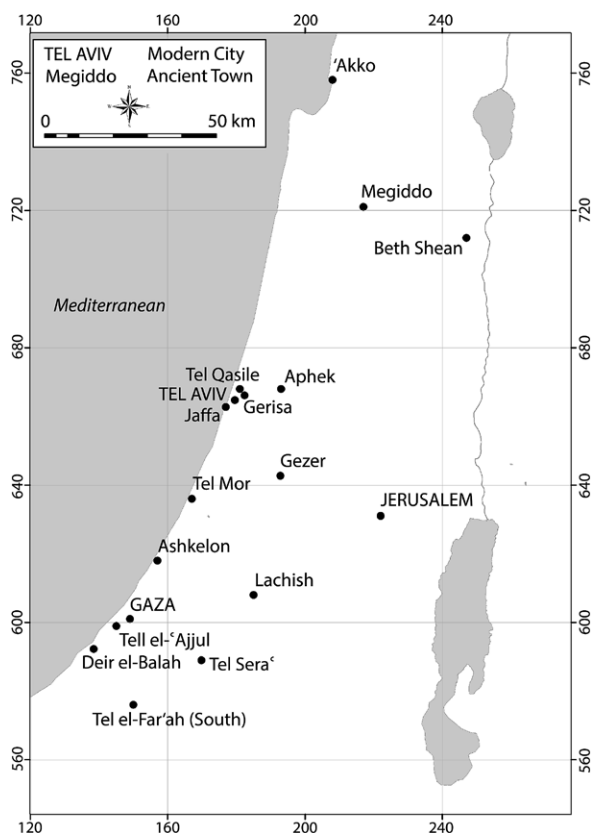 TEL AVIV Modern City
Megiddo Ancient Town
N
W E
S
0 50 km
760
720
680
640
600
560
760
720
680
640
600
560
'Akko
Megiddo
Beth Shean
Mediterranean
Tel Qasile
Aphek
TEL AVIV
Gerisa
Jaffa
Gezer
Tel Mor
JERUSALEM
Ashkelon
Lachish
GAZA
Tell el-ʿAjjul
Deir el-Balah
Tel Seraʿ
Tel el-Far'ah (South)
120 160 200 240
120 160 200 240